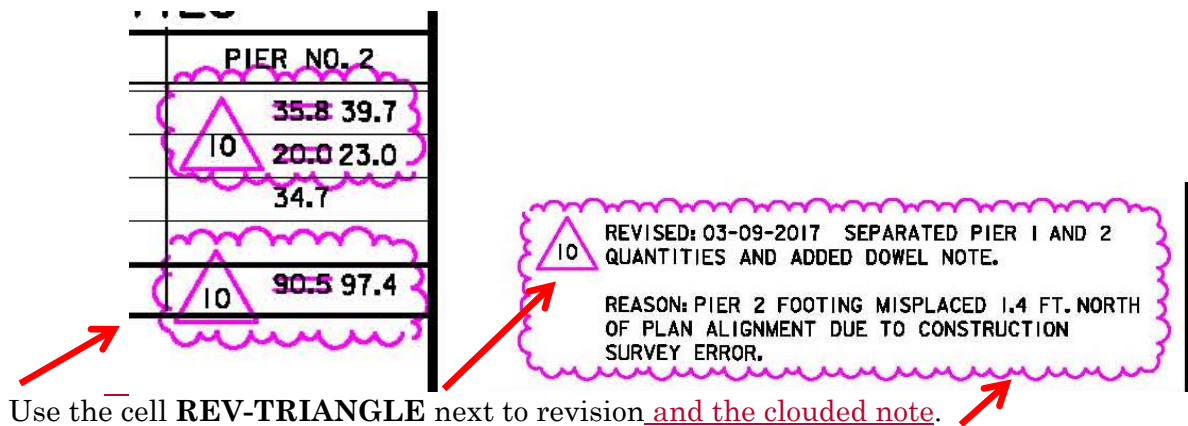 PIER NO. 2
35.8 39.7
10
20.0 23.0
34.7
90.5 97.4
10
REVISED: 03-09-2017 SEPARATED PIER 1 AND 2
10
QUANTITIES AND ADDED DOWEL NOTE.
REASON: PIER 2 FOOTING MISPLACED 1.4 FT. NORTH
OF PLAN ALIGNMENT DUE TO CONSTRUCTION
SURVEY ERROR.
Use the cell REV-TRIANGLE next to revision and the clouded note.